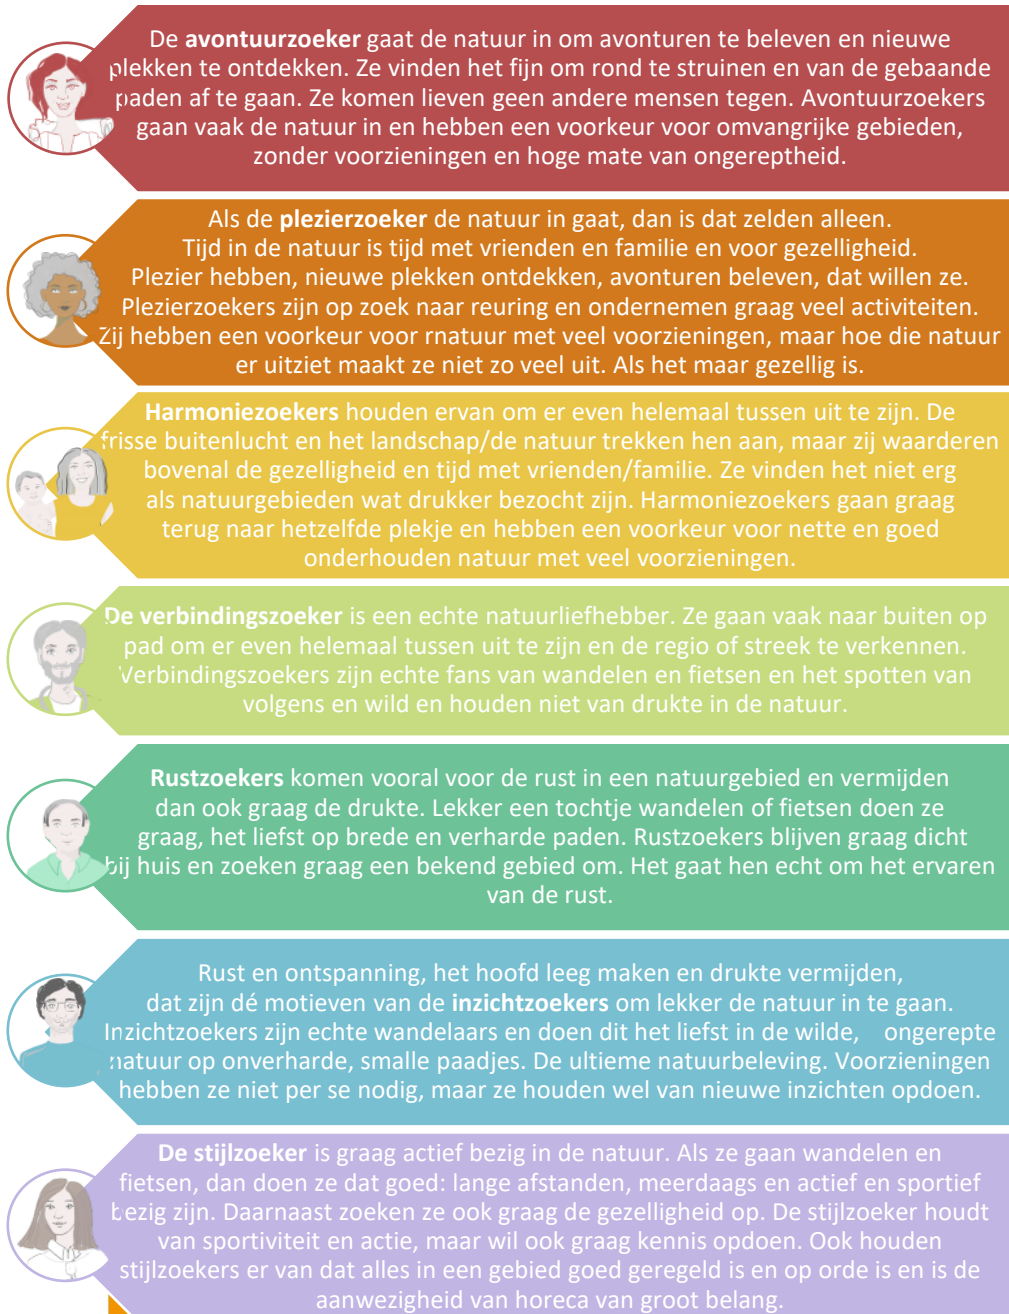 De avontuurzoeker gaat de natuur in om avonturen te beleven en nieuwe
plekken te ontdekken. Ze vinden het fijn om rond te struinen en van de gebaande
paden af te gaan. Ze komen lieven geen andere mensen tegen. Avontuurzoekers
gaan vaak de natuur in en hebben een voorkeur voor omvangrijke gebieden,
zonder voorzieningen en hoge mate van ongereptheid.
Als de plezierzoeker de natuur in gaat, dan is dat zelden alleen.
Tijd in de natuur is tijd met vrienden en familie en voor gezelligheid.
Plezier hebben, nieuwe plekken ontdekken, avonturen beleven, dat willen ze.
Plezierzoekers zijn op zoek naar reuring en ondernemen graag veel activiteiten.
Zij hebben een voorkeur voor rnatuur met veel voorzieningen, maar hoe die natuur
er uitziet maakt ze niet zo veel uit. Als het maar gezellig is.
Harmoniezoekers houden ervan om er even helemaal tussen uit te zijn. De
frisse buitenlucht en het landschap/de natuur trekken hen aan, maar zij waarderen
bovenal de gezelligheid en tijd met vrienden/familie. Ze vinden het niet erg
als natuurgebieden wat drukker bezocht zijn. Harmoniezoekers gaan graag
terug naar hetzelfde plekje en hebben een voorkeur voor nette en goed
onderhouden natuur met veel voorzieningen.
De verbindingszoeker is een echte natuurliefhebber. Ze gaan vaak naar buiten op
pad om er even helemaal tussen uit te zijn en de regio of streek te verkennen.
Verbindingszoekers zijn echte fans van wandelen en fietsen en het spotten van
volgens en wild en houden niet van drukte in de natuur.
Rustzoekers komen vooral voor de rust in een natuurgebied en vermijden
dan ook graag de drukte. Lekker een tochtje wandelen of fietsen doen ze
graag, het liefst op brede en verharde paden. Rustzoekers blijven graag dicht
bij huis en zoeken graag een bekend gebied om. Het gaat hen echt om het ervaren
van de rust.
Rust en ontspanning, het hoofd leeg maken en drukte vermijden,
dat zijn dé motieven van de inzichtzoekers om lekker de natuur in te gaan.
Inzichtzoekers zijn echte wandelaars en doen dit het liefst in de wilde, ongerepte
natuur op onverharde, smalle paadjes. De ultieme natuurbeleving. Voorzieningen
hebben ze niet per se nodig, maar ze houden wel van nieuwe inzichten opdoen.
De stijlzoeker is graag actief bezig in de natuur. Als ze gaan wandelen en
fietsen, dan doen ze dat goed: lange afstanden, meerdaags en actief en sportief
bezig zijn. Daarnaast zoeken ze ook graag de gezelligheid op. De stijlzoeker houdt
van sportiviteit en actie, maar wil ook graag kennis opdoen. Ook houden
stijlzoekers er van dat alles in een gebied goed geregeld is en op orde is en is de
aanwezigheid van horeca van groot belang.